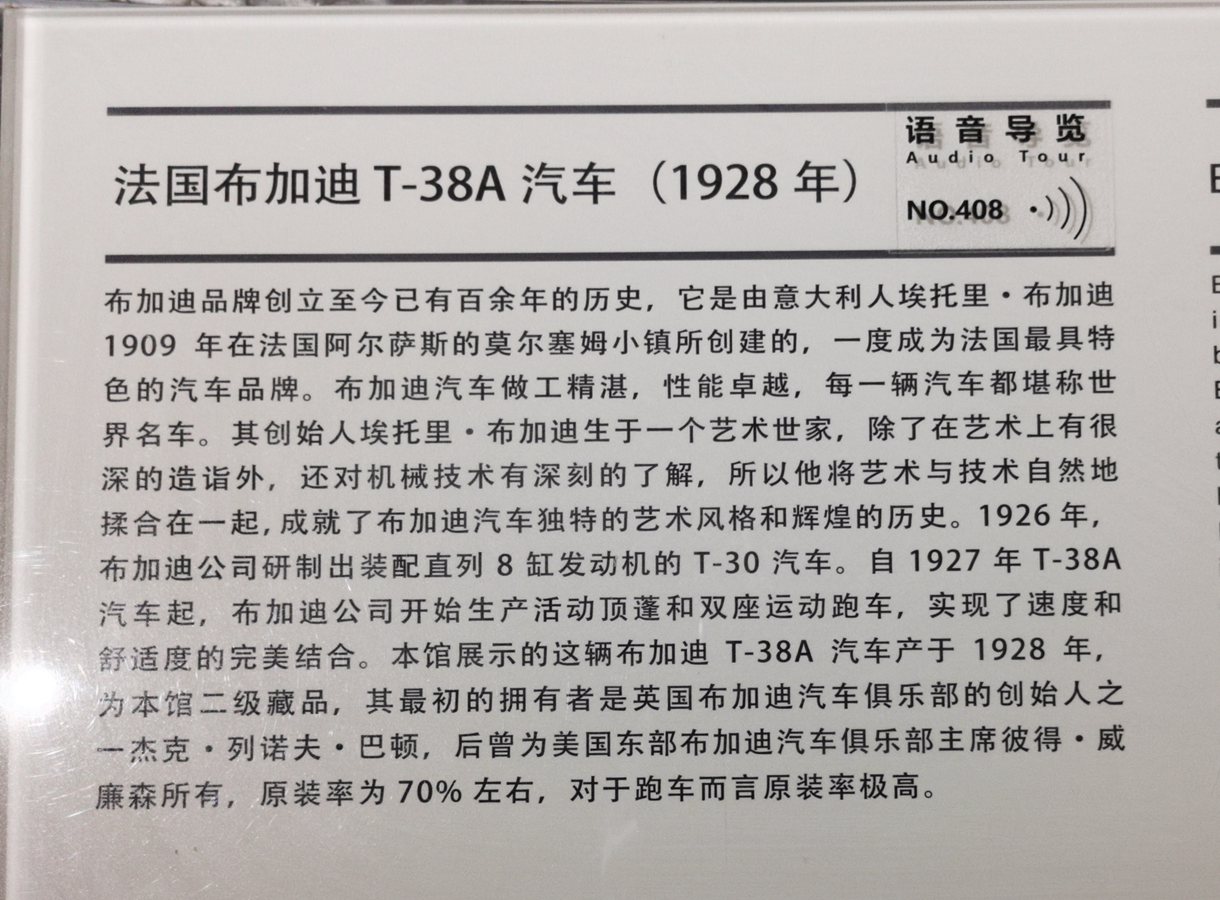 语音导览
Audio Tour
法国布加迪 T-38A 汽车（1928 年）
NO.408
布加迪品牌创立至今已有百余年的历史，它是由意大利人埃托里·布加迪
1909 年在法国阿尔萨斯的莫尔塞姆小镇所创建的，一度成为法国最具特
色的汽车品牌。布加迪汽车做工精湛，性能卓越，每一辆汽车都堪称世
界名车。其创始人埃托里·布加迪生于一个艺术世家，除了在艺术上有很
深的造诣外，还对机械技术有深刻的了解，所以他将艺术与技术自然地
揉合在一起，成就了布加迪汽车独特的艺术风格和辉煌的历史。1926 年，
布加迪公司研制出装配直列 8 缸发动机的 T-30 汽车。自 1927 年 T-38A
汽车起，布加迪公司开始生产活动顶蓬和双座运动跑车，实现了速度和
舒适度的完美结合。本馆展示的这辆布加迪 T-38A 汽车产于 1928 年，
为本馆二级藏品，其最初的拥有者是英国布加迪汽车俱乐部的创始人之
一杰克·列诺夫·巴顿，后曾为美国东部布加迪汽车俱乐部主席彼得·威
廉森所有，原装率为 70% 左右，对于跑车而言原装率极高。